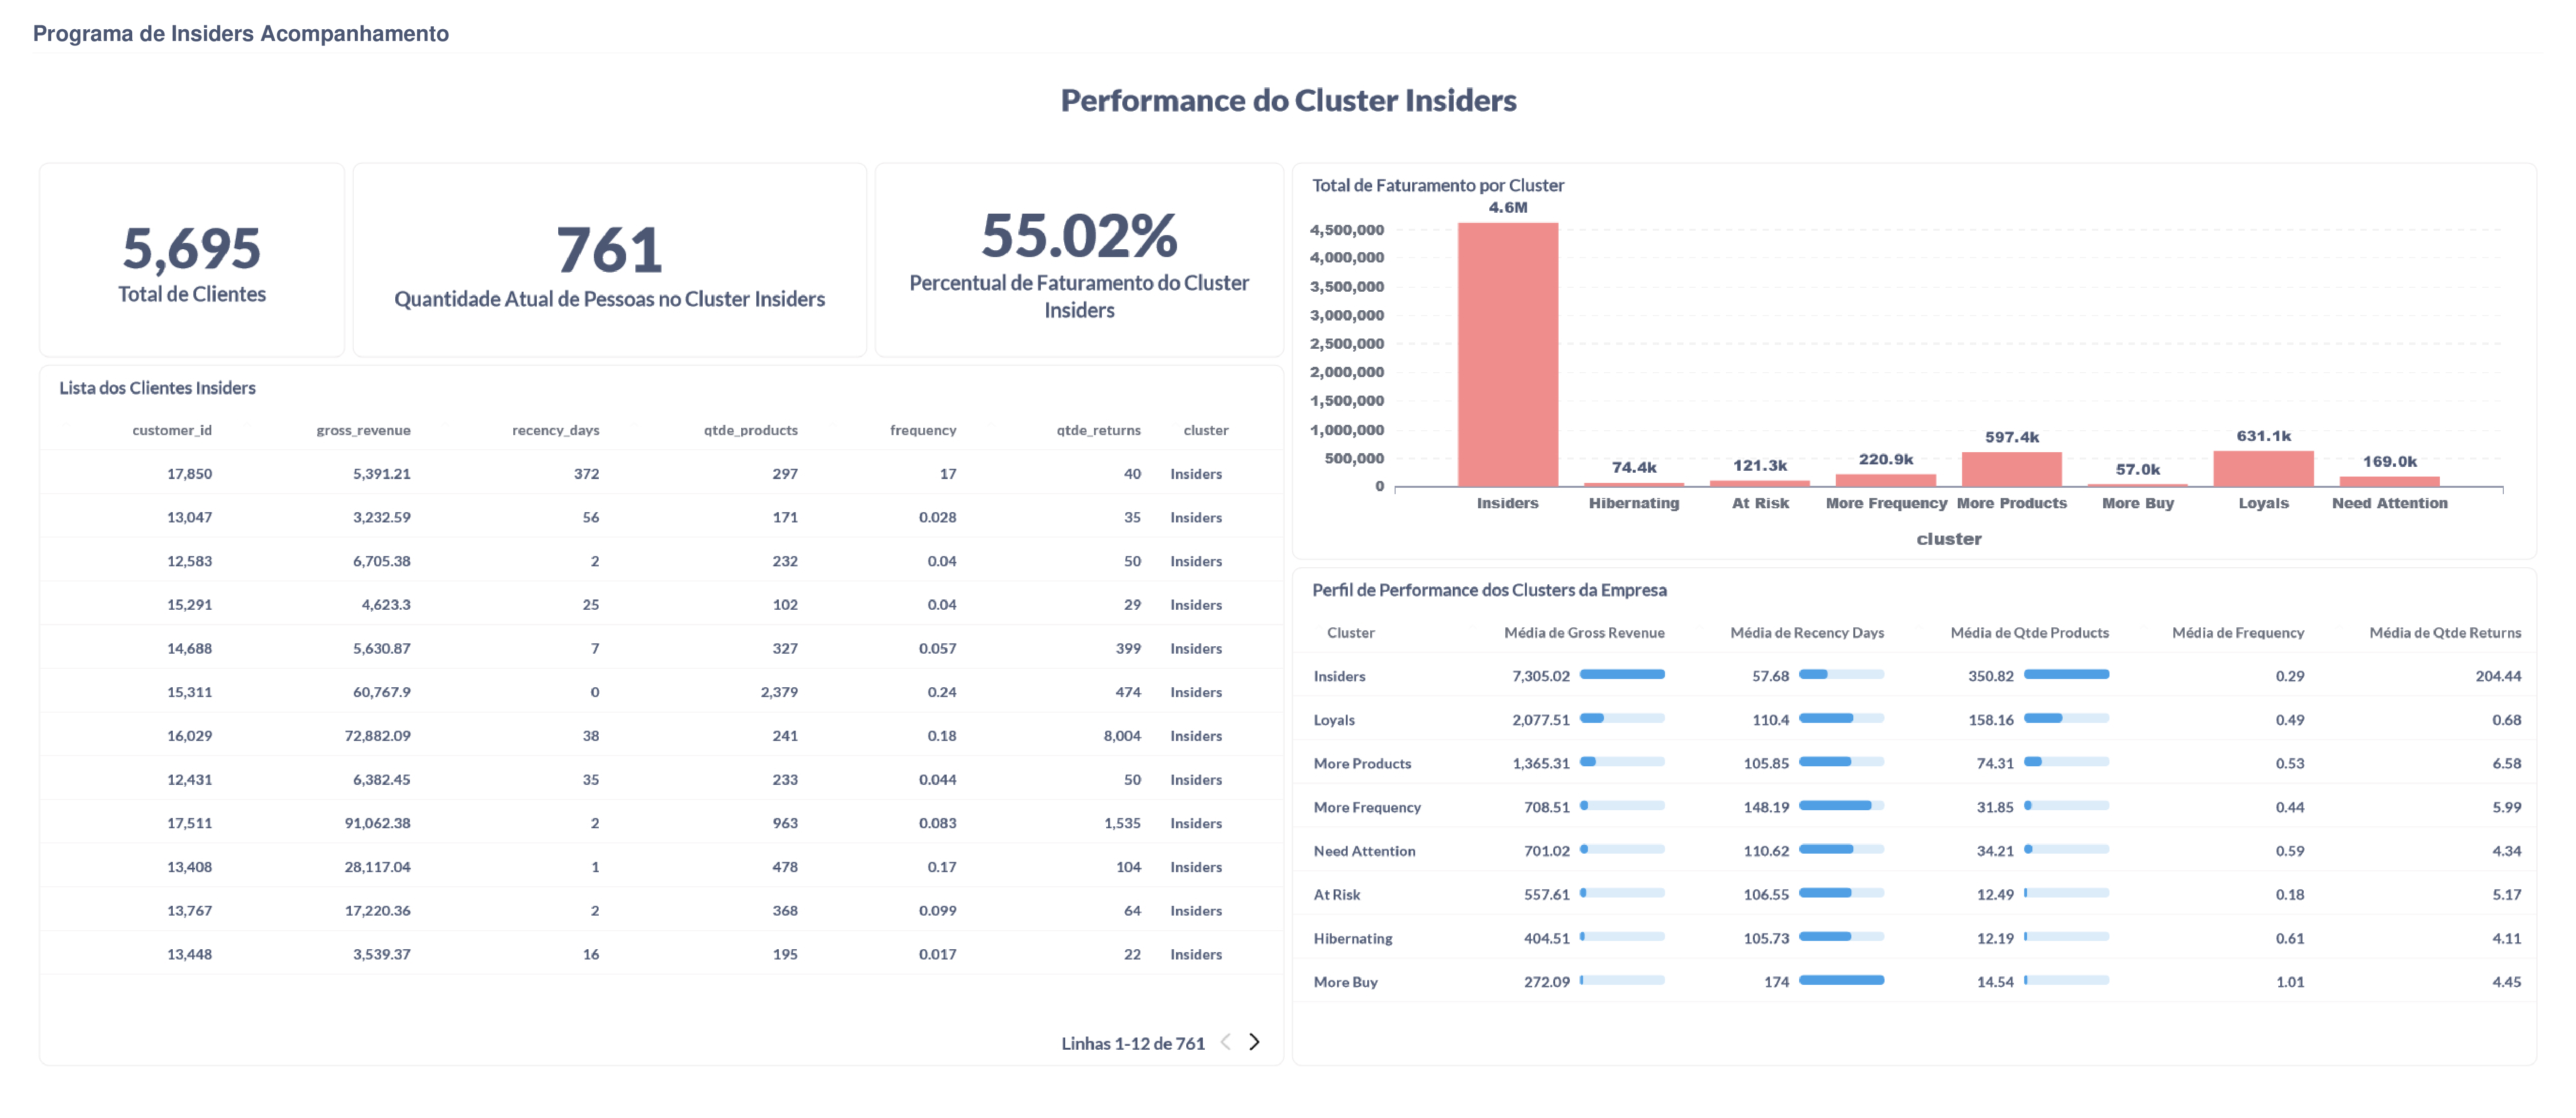 Programa de Insiders Acompanhamento
Performance do Cluster Insiders
5,695
Total de Clientes
761
Quantidade Atual de Pessoas no Cluster Insiders
55.02%
Percentual de Faturamento do Cluster
Insiders
Lista dos Clientes Insiders
customer_id gross_revenue recency_days qtde_products frequency qtde_returns cluster
17,850 5,391.21 372 297 17 40 Insiders
13,047 3,232.59 56 171 0.028 35 Insiders
12,583 6,705.38 2 232 0.04 50 Insiders
15,291 4,623.3 25 102 0.04 29 Insiders
14,688 5,630.87 7 327 0.057 399 Insiders
15,311 60,767.9 0 2,379 0.24 474 Insiders
16,029 72,882.09 38 241 0.18 8,004 Insiders
12,431 6,382.45 35 233 0.044 50 Insiders
17,511 91,062.38 2 963 0.083 1,535 Insiders
13,408 28,117.04 1 478 0.17 104 Insiders
13,767 17,220.36 2 368 0.099 64 Insiders
13,448 3,539.37 16 195 0.017 22 Insiders
Linhas 1-12 de 761
Total de Faturamento por Cluster
4.6M
4,500,000
4,000,000
3,500,000
3,000,000
2,500,000
2,000,000
1,500,000
1,000,000
500,000
0
74.4k 121.3k 220.9k 597.4k 57.0k 631.1k 169.0k
Insiders Hibernating At Risk More Frequency More Products More Buy Loyals Need Attention
cluster
Perfil de Performance dos Clusters da Empresa
Cluster Média de Gross Revenue Média de Recency Days Média de Qtde Products Média de Frequency Média de Qtde Returns
Insiders 7,305.02 57.68 350.82 0.29 204.44
Loyals 2,077.51 110.4 158.16 0.49 0.68
More Products 1,365.31 105.85 74.31 0.53 6.58
More Frequency 708.51 148.19 31.85 0.44 5.99
Need Attention 701.02 110.62 34.21 0.59 4.34
At Risk 557.61 106.55 12.49 0.18 5.17
Hibernating 404.51 105.73 12.19 0.61 4.11
More Buy 272.09 174 14.54 1.01 4.45